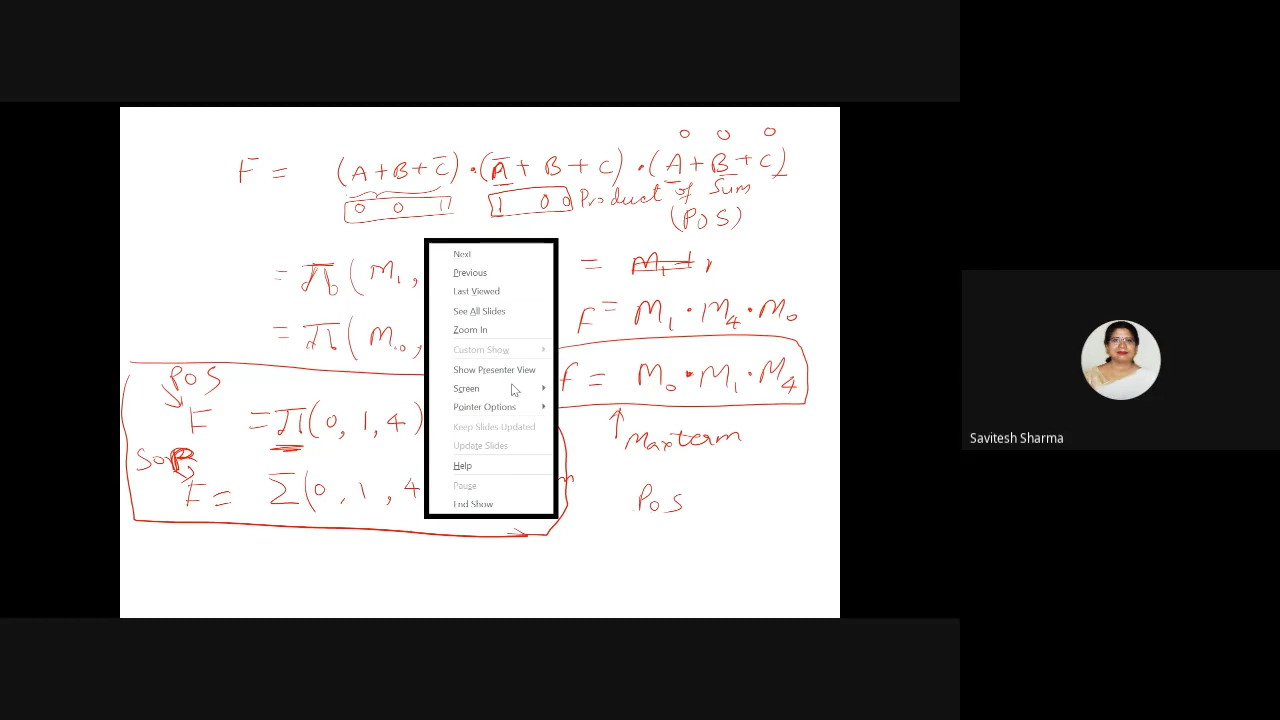 0 0 0
F = (A+B+C̅)·(A̅+B+C)·(A+B+C)
0 0 1 1 0 0 Product of Sum
(POS)
= π(M₁,
= π(M₀,
= M₁
F = M₁·M₄·M₀
F = M₀·M₁·M₄
Maxterm
POS
POS
F = π(0, 1, 4)
SOP
F = Σ(0, 1, 4
Next
Previous
Last Viewed
See All Slides
Zoom In
Custom Show
Show Presenter View
Screen
Pointer Options
Keep Slides Updated
Update Slides
Help
Pause
End Show
Savitesh Sharma